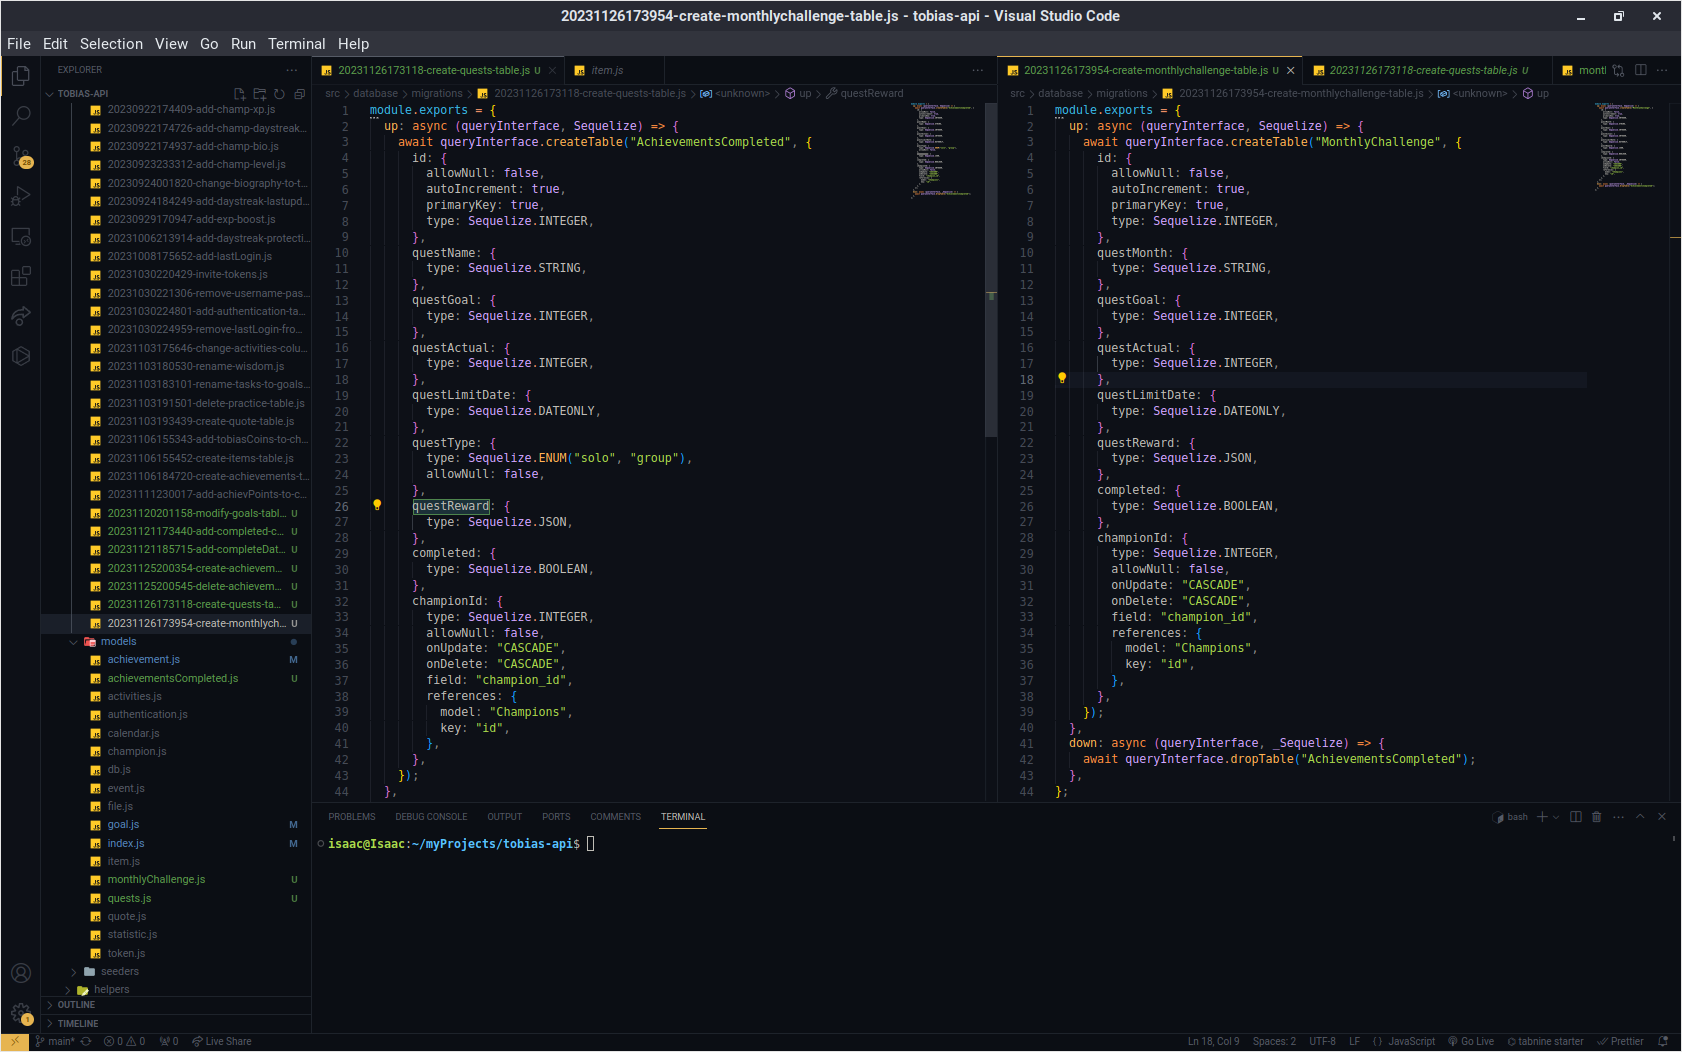 20231126173954-create-monthlychallenge-table.js - tobias-api - Visual Studio Code
File Edit Selection View Go Run Terminal Help
EXPLORER
TOBIAS-API
20230922174409-add-champ-xp.js
20230922174726-add-champ-daystreak...
20230922174937-add-champ-bio.js
20230923233312-add-champ-level.js
20230924001820-change-biography-to-t...
20230924184249-add-daystreak-lastupd...
20230929170947-add-exp-boost.js
20231006213914-add-daystreak-protecti...
20231008175652-add-lastLogin.js
20231030220429-invite-tokens.js
20231030221306-remove-username-pas...
20231030224801-add-authentication-ta...
20231030224959-remove-lastLogin-fro...
20231103175646-change-activities-colu...
20231103180530-rename-wisdom.js
20231103183101-rename-tasks-to-goals...
20231103191501-delete-practice-table.js
20231103193439-create-quote-table.js
20231106155343-add-tobiasCoins-to-ch...
20231106155452-create-items-table.js
20231106184720-create-achievements-t...
20231111230017-add-achievPoints-to-c...
20231120201158-modify-goals-tabl... U
20231121173440-add-completed-c... U
20231121185715-add-completeDat... U
20231125200354-create-achievem... U
20231125200545-delete-achievem... U
20231126173118-create-quests-ta... U
20231126173954-create-monthlych... U
models
achievement.js M
achievementsCompleted.js U
activities.js
authentication.js
calendar.js
champion.js
db.js
event.js
file.js
goal.js M
index.js M
item.js
monthlyChallenge.js U
quests.js U
quote.js
statistic.js
token.js
seeders
helpers
OUTLINE
TIMELINE
28
1
20231126173118-create-quests-table.js U item.js
src > database > migrations > 20231126173118-create-quests-table.js > <unknown> > up > questReward
1 module.exports = {
2 up: async (queryInterface, Sequelize) => {
3 await queryInterface.createTable("AchievementsCompleted", {
4 id: {
5 allowNull: false,
6 autoIncrement: true,
7 primaryKey: true,
8 type: Sequelize.INTEGER,
9 },
10 questName: {
11 type: Sequelize.STRING,
12 },
13 questGoal: {
14 type: Sequelize.INTEGER,
15 },
16 questActual: {
17 type: Sequelize.INTEGER,
18 },
19 questLimitDate: {
20 type: Sequelize.DATEONLY,
21 },
22 questType: {
23 type: Sequelize.ENUM("solo", "group"),
24 allowNull: false,
25 },
26 questReward: {
27 type: Sequelize.JSON,
28 },
29 completed: {
30 type: Sequelize.BOOLEAN,
31 },
32 championId: {
33 type: Sequelize.INTEGER,
34 allowNull: false,
35 onUpdate: "CASCADE",
36 onDelete: "CASCADE",
37 field: "champion_id",
38 references: {
39 model: "Champions",
40 key: "id",
41 },
42 },
43 });
44 },
20231126173954-create-monthlychallenge-table.js U 20231126173118-create-quests-table.js U montl
src > database > migrations > 20231126173954-create-monthlychallenge-table.js > <unknown> > up
1 module.exports = {
2 up: async (queryInterface, Sequelize) => {
3 await queryInterface.createTable("MonthlyChallenge", {
4 id: {
5 allowNull: false,
6 autoIncrement: true,
7 primaryKey: true,
8 type: Sequelize.INTEGER,
9 },
10 questMonth: {
11 type: Sequelize.STRING,
12 },
13 questGoal: {
14 type: Sequelize.INTEGER,
15 },
16 questActual: {
17 type: Sequelize.INTEGER,
18 },
19 questLimitDate: {
20 type: Sequelize.DATEONLY,
21 },
22 questReward: {
23 type: Sequelize.JSON,
24 },
25 completed: {
26 type: Sequelize.BOOLEAN,
27 },
28 championId: {
29 type: Sequelize.INTEGER,
30 allowNull: false,
31 onUpdate: "CASCADE",
32 onDelete: "CASCADE",
33 field: "champion_id",
34 references: {
35 model: "Champions",
36 key: "id",
37 },
38 },
39 });
40 },
41 down: async (queryInterface, _Sequelize) => {
42 await queryInterface.dropTable("AchievementsCompleted");
43 },
44 };
PROBLEMS DEBUG CONSOLE OUTPUT PORTS COMMENTS TERMINAL bash
isaac@Isaac:~/myProjects/tobias-api$
main* 0 0 0 Live Share Ln 18, Col 9 Spaces: 2 UTF-8 LF { } JavaScript Go Live tabnine starter Prettier